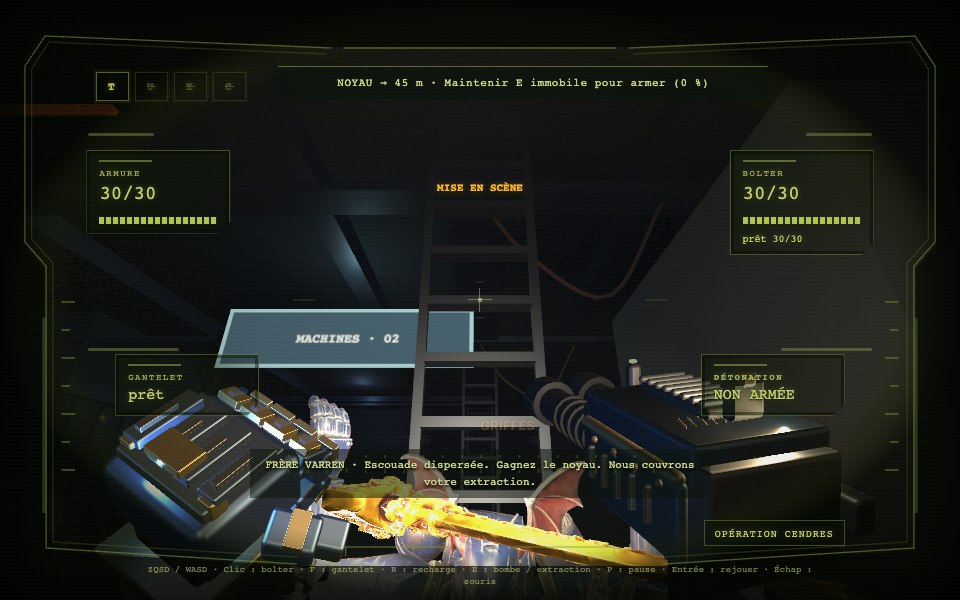 NOYAU → 45 m · Maintenir E immobile pour armer (0 %)
T
MISE EN SCÈNE
ARMURE
30/30
BOLTER
30/30
prêt 30/30
MACHINES · 02
GANTELET
prêt
DÉTONATION
NON ARMÉE
GRIFFES
FRÈRE VARREN · Escouade dispersée. Gagnez le noyau. Nous couvrons
votre extraction.
OPÉRATION CENDRES
ZQSD / WASD · Clic : bolter · F : gantelet · R : recharge · E : bombe / extraction · P : pause · Entrée : rejouer · Échap :
souris